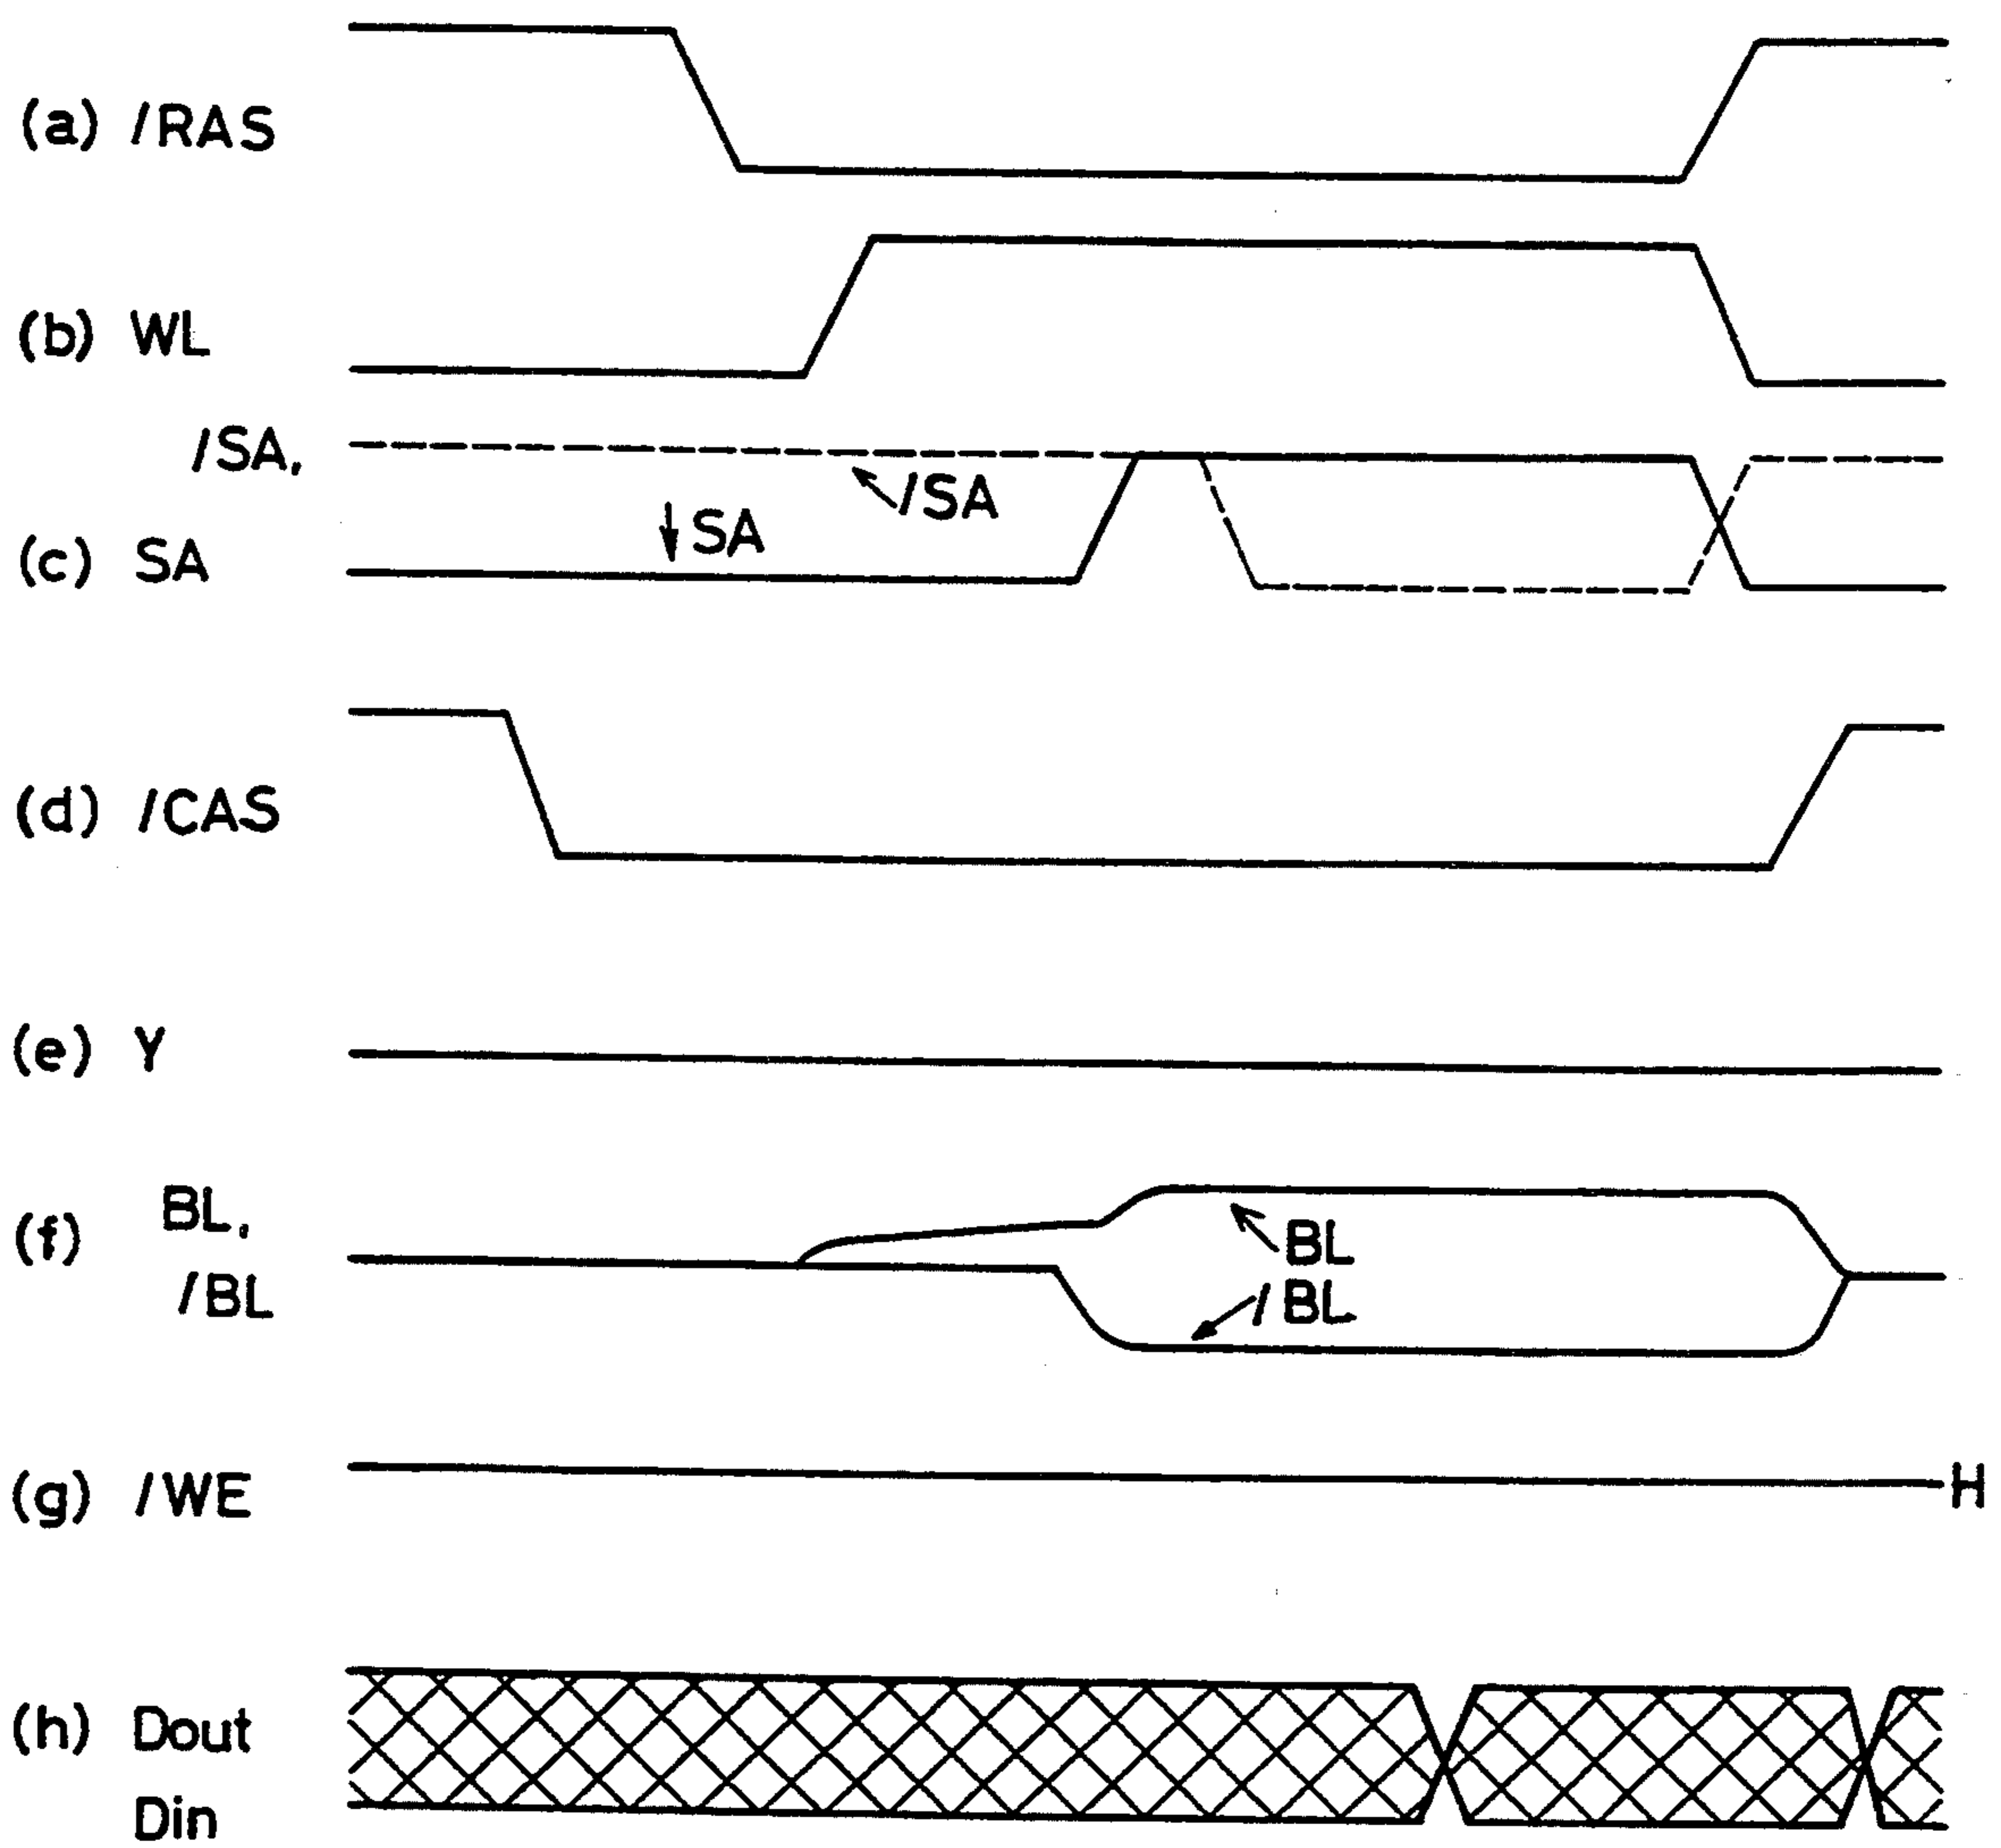 (a) /RAS
(b) WL
/SA,
/SA
SA
(c) SA
(d) /CAS
(e) Y
BL,
(f)
BL
/BL
/BL
(g) /WE
H
(h) Dout
Din